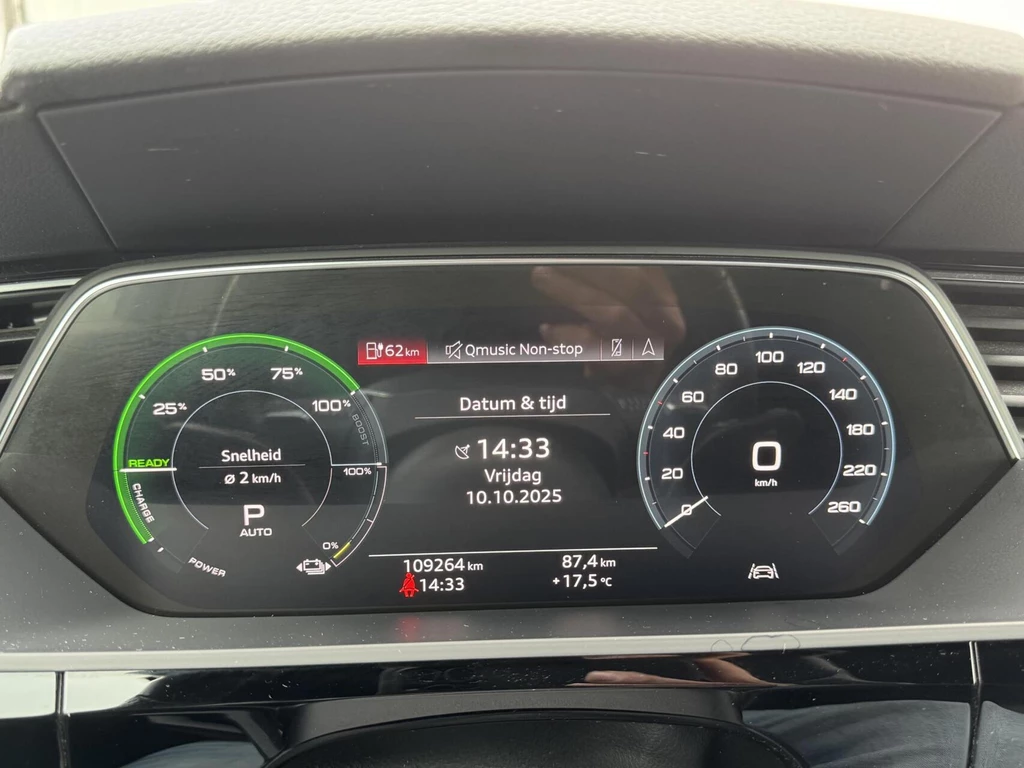 62 km
Qmusic Non-stop
50%
75%
25%
100%
BOOST
READY
CHARGE
POWER
100%
0%
Snelheid
ø 2 km/h
P
AUTO
Datum & tijd
14:33
Vrijdag
10.10.2025
109264 km
87,4 km
14:33
+17,5 °C
0
20
40
60
80
100
120
140
180
220
260
0
km/h